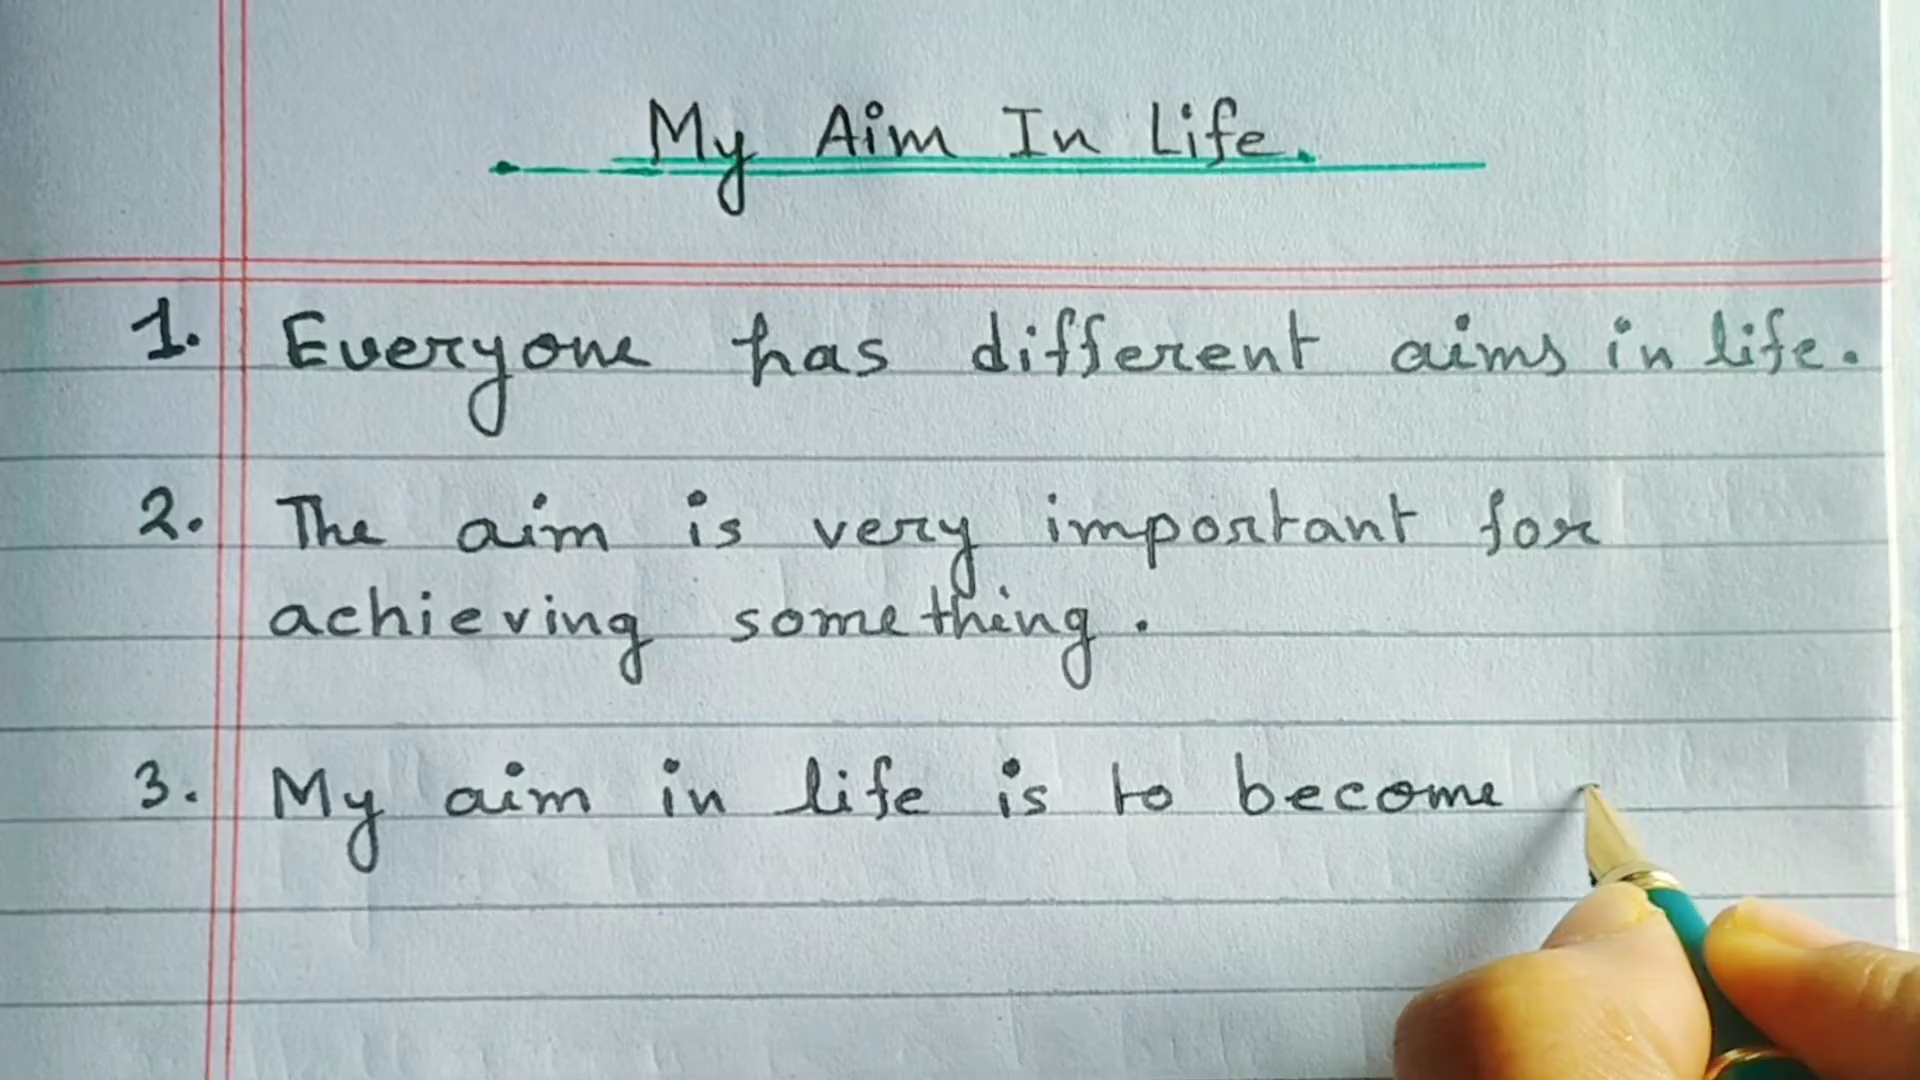 My Aim In Life.
1. Everyone has different aims in life.
2. The aim is very important for
achieving something.
3. My aim in life is to become